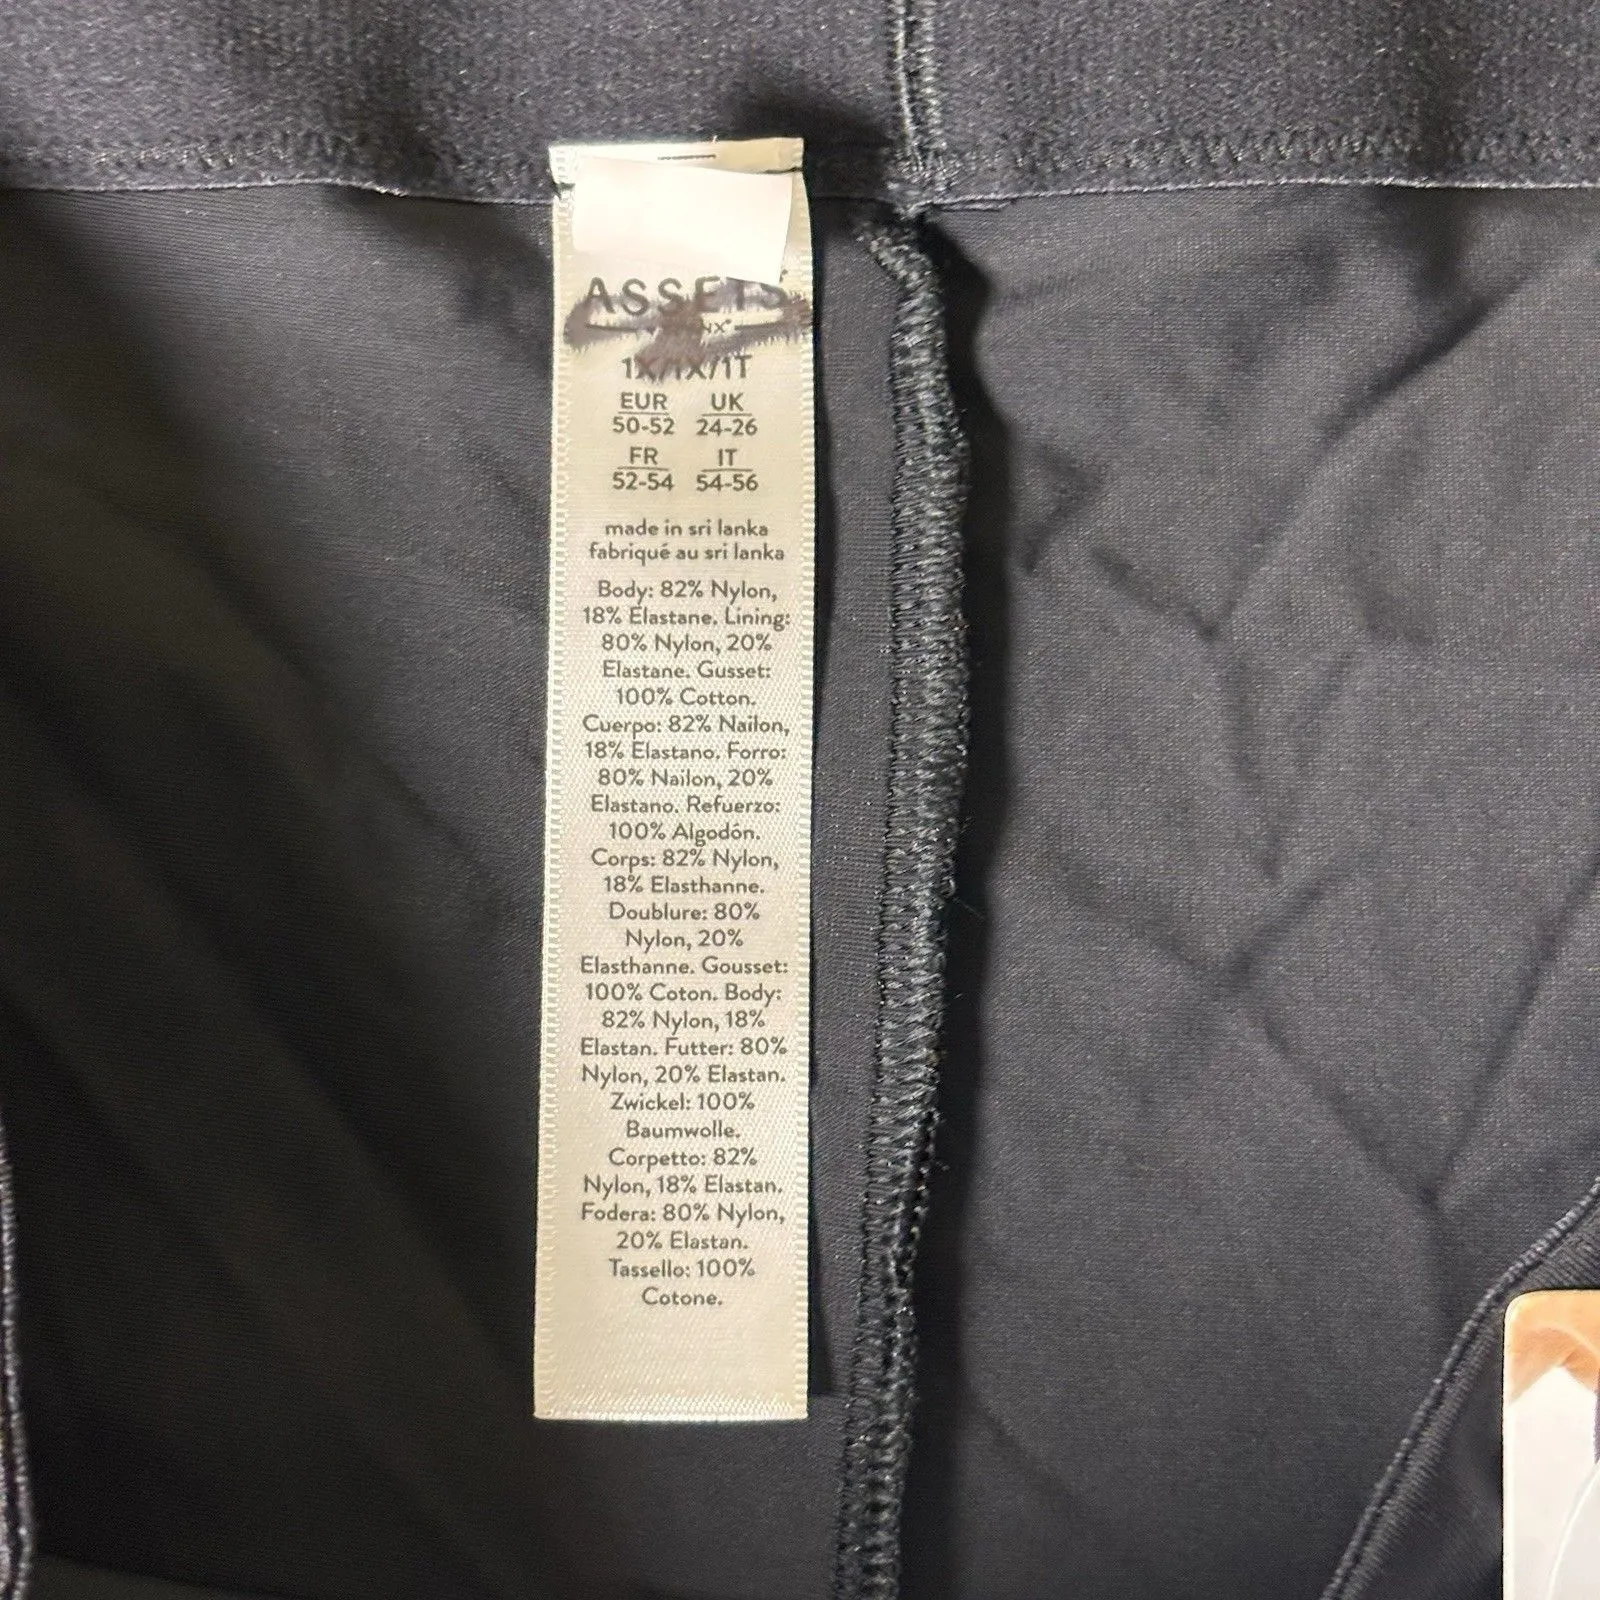 ASSETS
1X/1X/1T
EUR UK
50-52 24-26
FR IT
52-54 54-56
made in sri lanka
fabriqué au sri lanka
Body: 82% Nylon,
18% Elastane. Lining:
80% Nylon, 20%
Elastane. Gusset:
100% Cotton.
Cuerpo: 82% Nailon,
18% Elastano. Forro:
80% Nailon, 20%
Elastano. Refuerzo:
100% Algodón.
Corps: 82% Nylon,
18% Elasthanne.
Doublure: 80%
Nylon, 20%
Elasthanne. Gousset:
100% Coton. Body:
82% Nylon, 18%
Elastan. Futter: 80%
Nylon, 20% Elastan.
Zwickel: 100%
Baumwolle.
Corpetto: 82%
Nylon, 18% Elastan.
Fodera: 80% Nylon,
20% Elastan.
Tassello: 100%
Cotone.